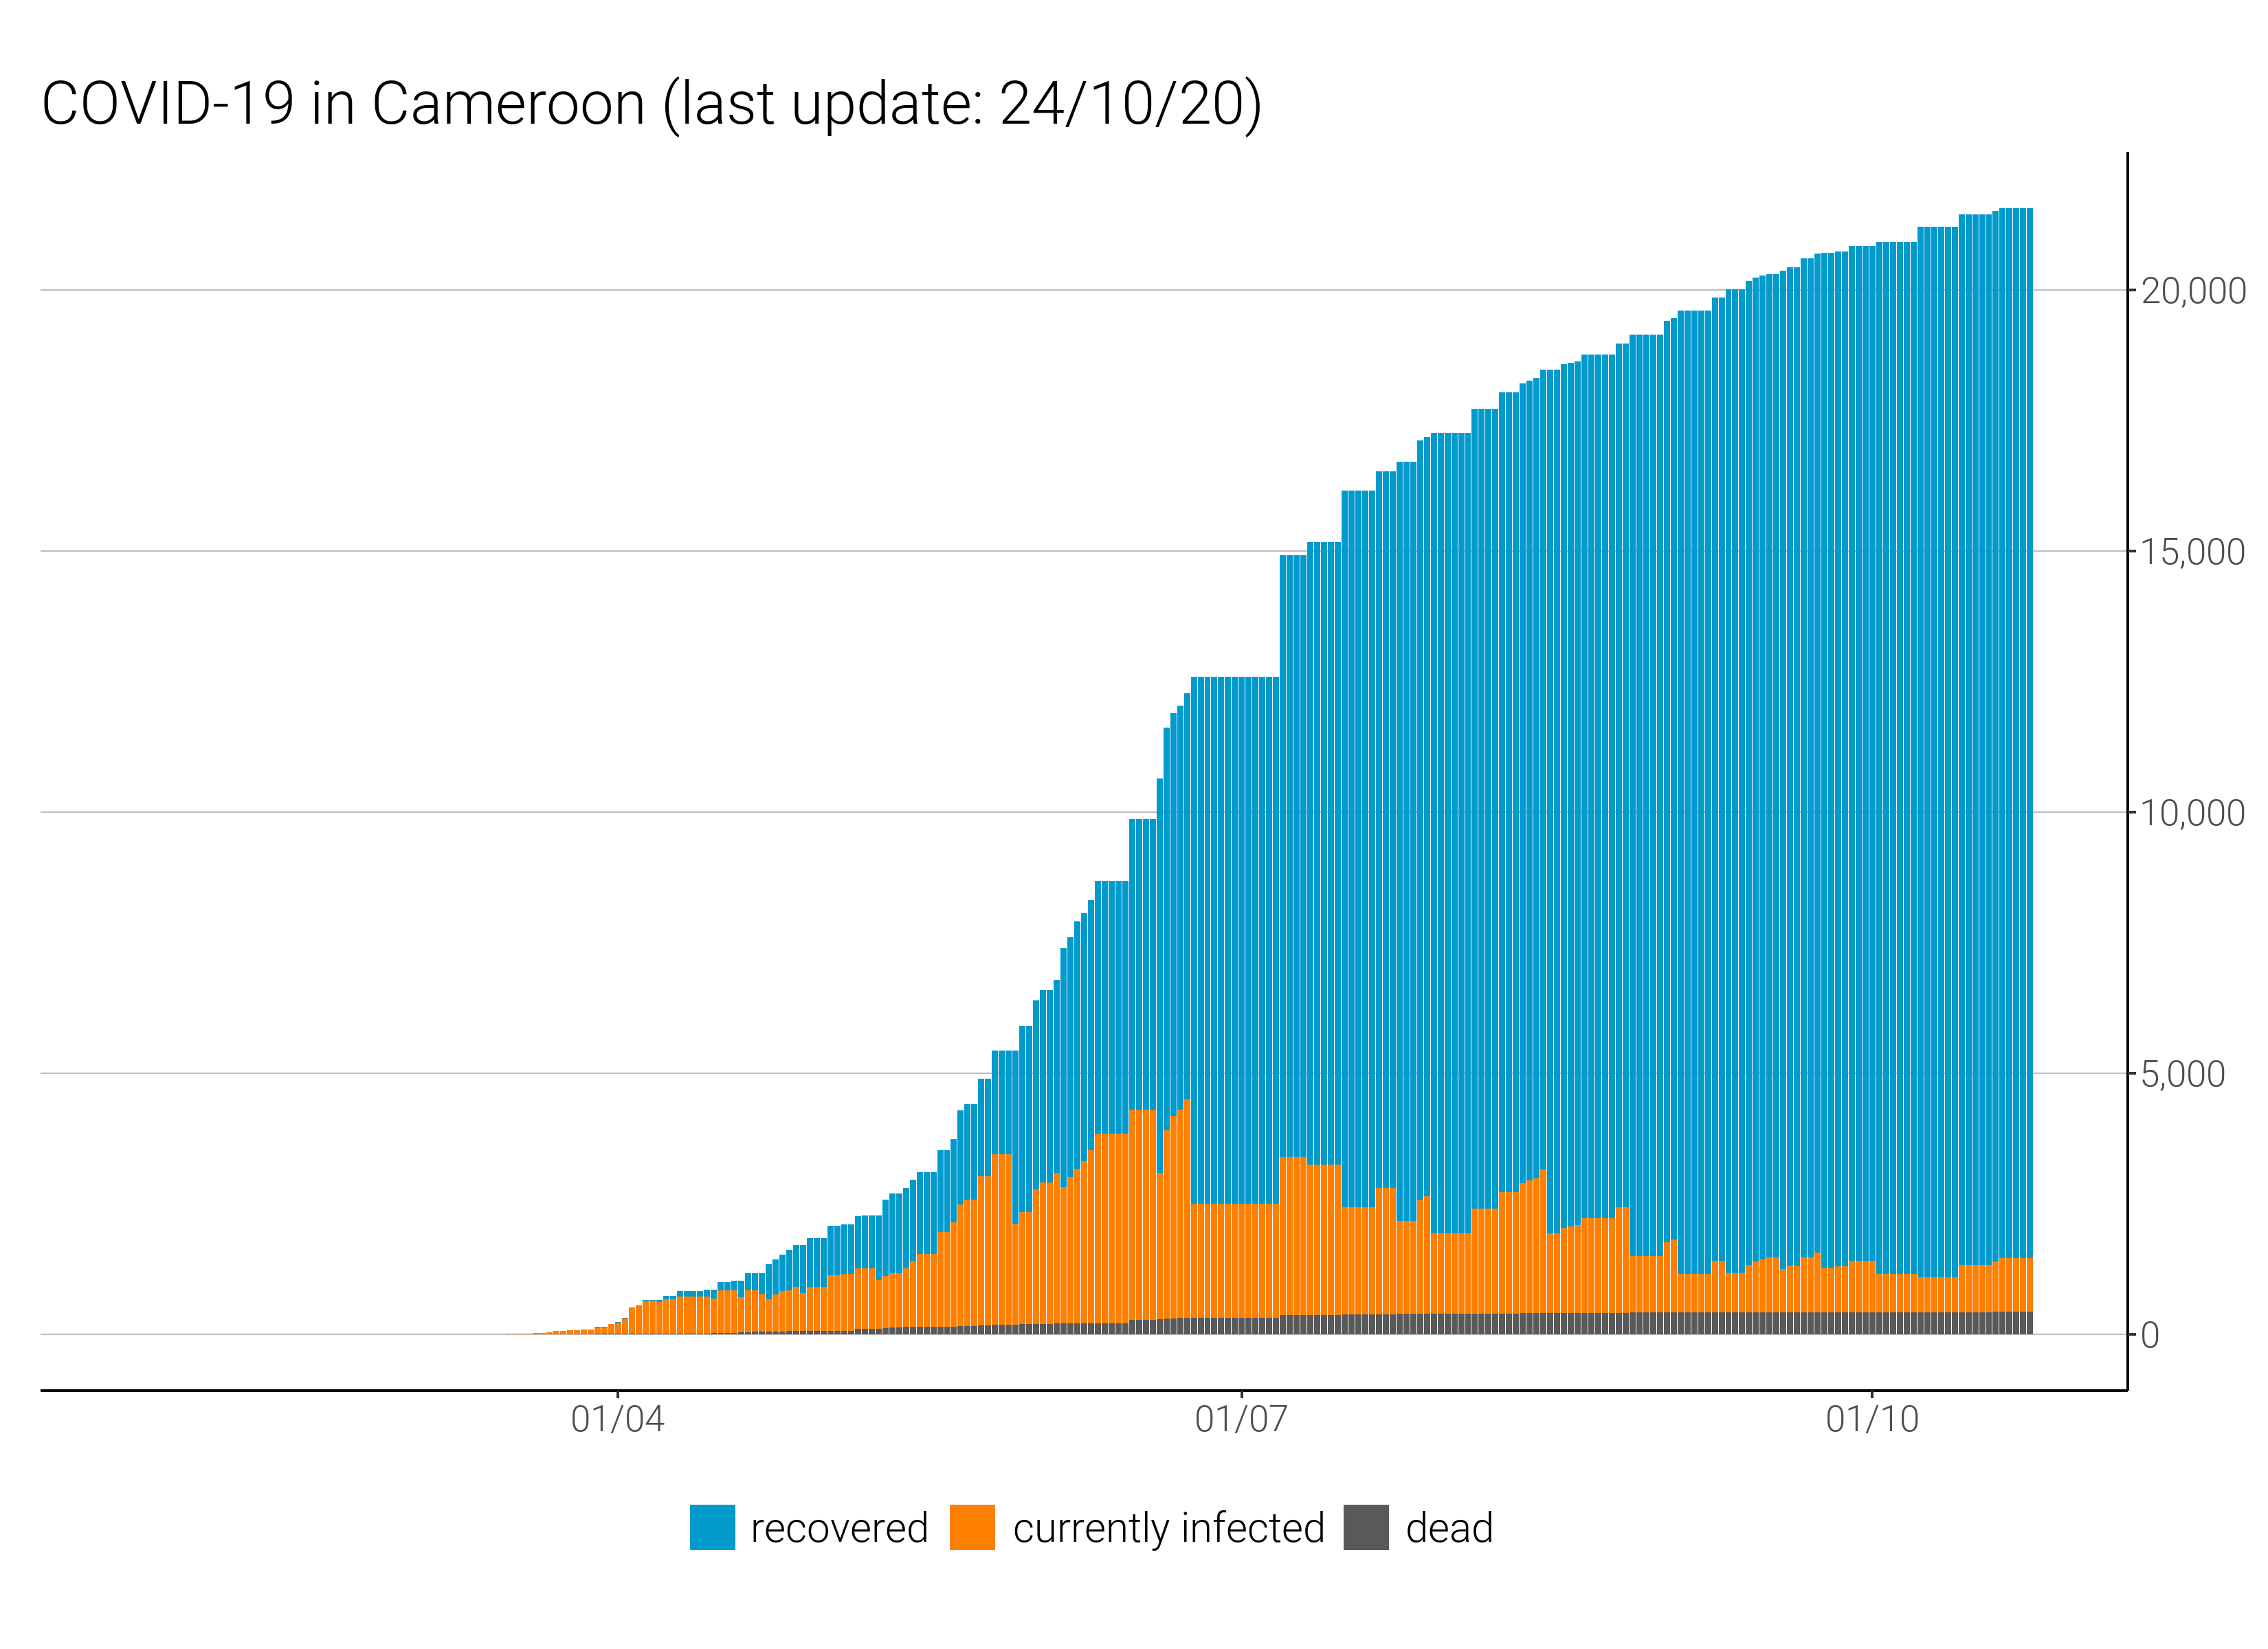 COVID-19 in Cameroon (last update: 24/10/20)
20,000
15,000
10,000
5,000
0
01/04 01/07 01/10
recovered currently infected dead